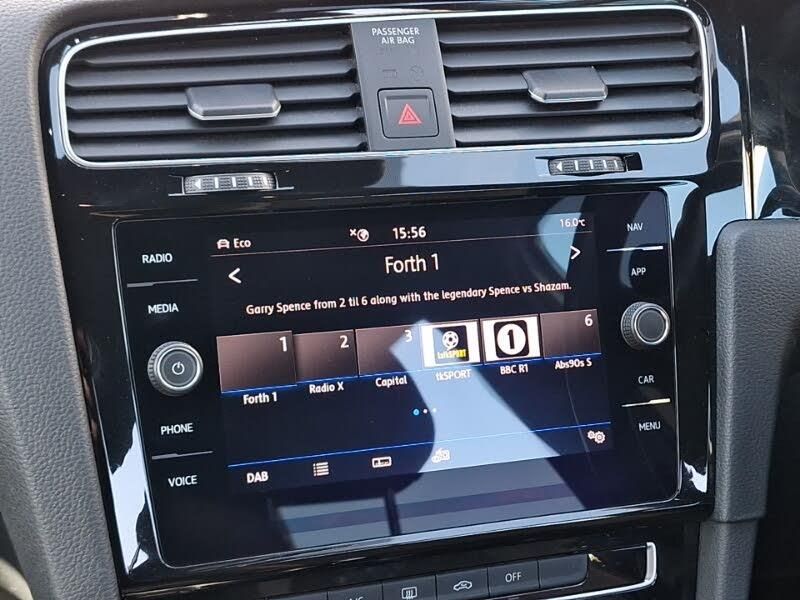 PASSENGER
AIR BAG
RADIO
MEDIA
PHONE
VOICE
Eco
15:56
16.0°C
Forth 1
Garry Spence from 2 til 6 along with the legendary Spence vs Shazam.
1 2 3 6
talkSPORT 1
Forth 1 Radio X Capital tkSPORT BBC R1 Abs90s S
DAB
NAV
APP
CAR
MENU
OFF